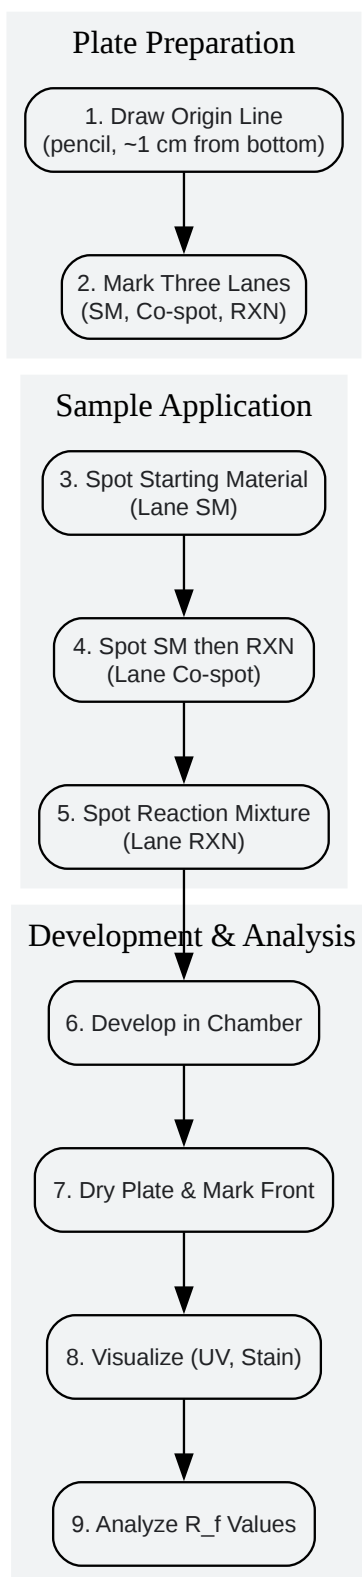 Plate Preparation
1. Draw Origin Line
(pencil, ~1 cm from bottom)
2. Mark Three Lanes
(SM, Co-spot, RXN)
Sample Application
3. Spot Starting Material
(Lane SM)
4. Spot SM then RXN
(Lane Co-spot)
5. Spot Reaction Mixture
(Lane RXN)
Development & Analysis
6. Develop in Chamber
7. Dry Plate & Mark Front
8. Visualize (UV, Stain)
9. Analyze R_f Values